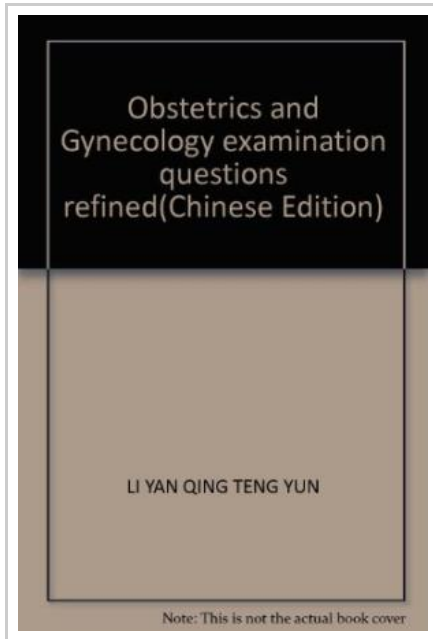 Obstetrics and
Gynecology examination
questions
refined(Chinese Edition)
LI YAN QING TENG YUN
Note: This is not the actual book cover